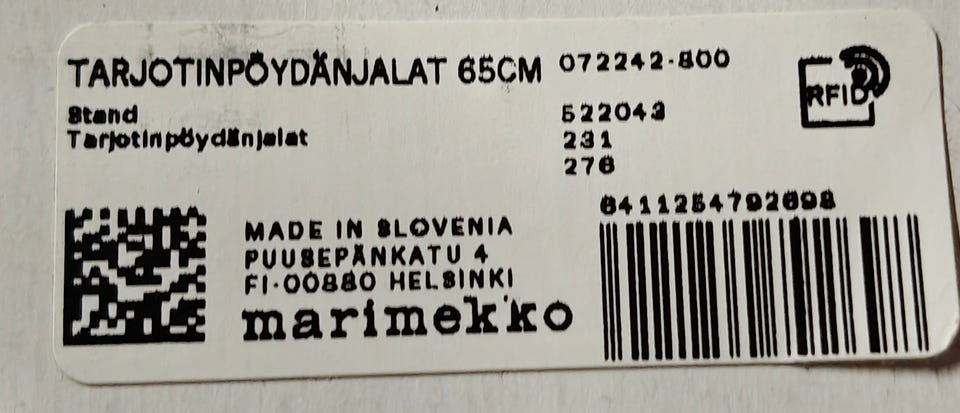 TARJOTINPÖYDÄNJALAT 65CM 072242-800
RFID
Stand 522043
Tarjotinpöydänjalat 231
276
6411254792698
MADE IN SLOVENIA
PUUSEPÄNKATU 4
FI-00880 HELSINKI
marimekko